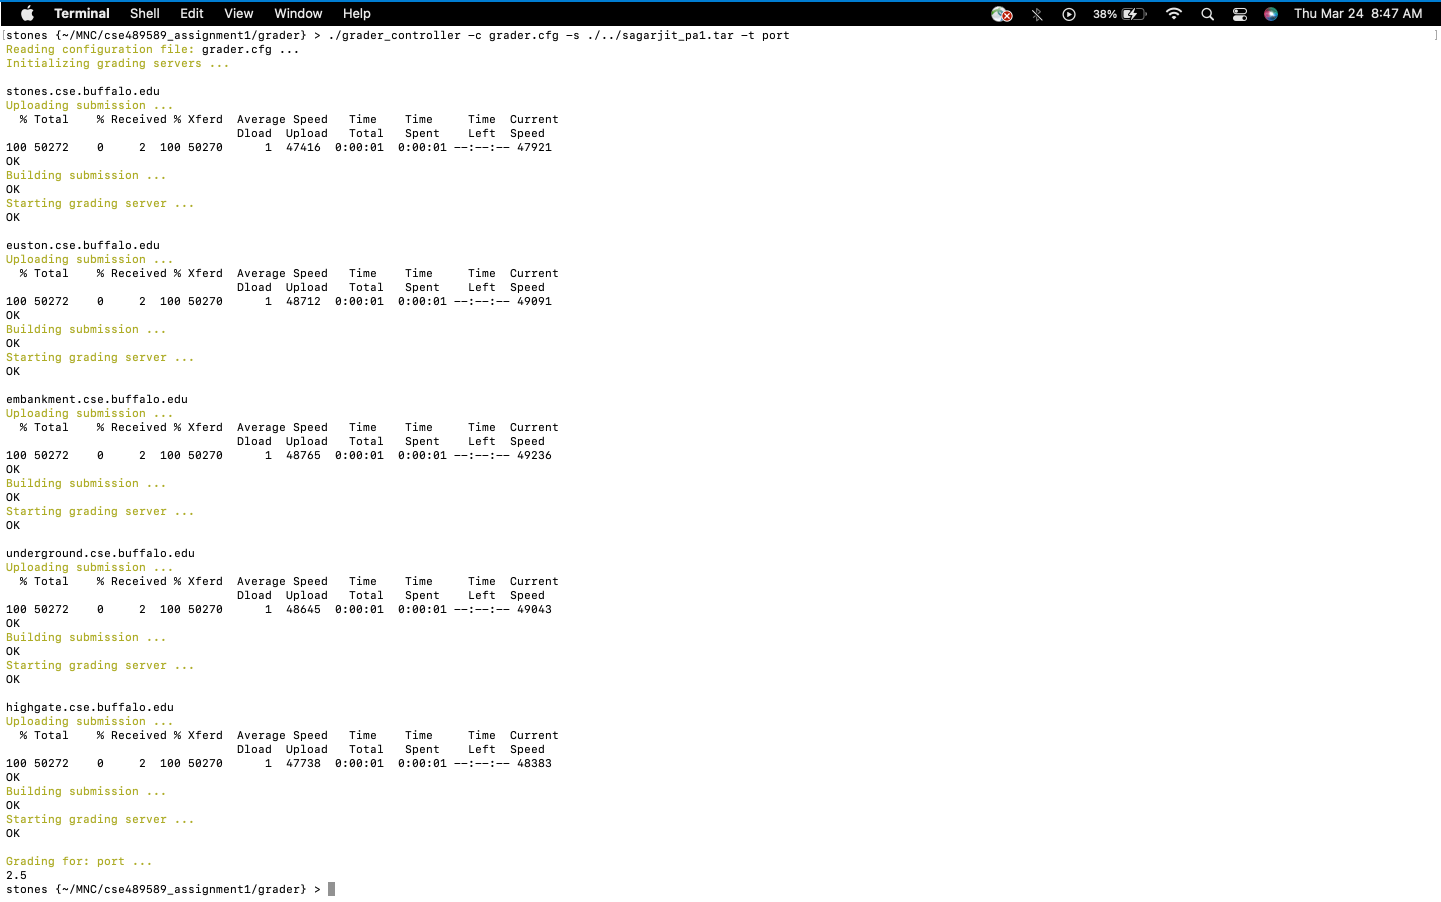 Terminal Shell Edit View Window Help 38% Thu Mar 24 8:47 AM
[stones {~/MNC/cse489589_assignment1/grader} > ./grader_controller -c grader.cfg -s ./../sagarjit_pa1.tar -t port ]
Reading configuration file: grader.cfg ...
Initializing grading servers ...
stones.cse.buffalo.edu
Uploading submission ...
% Total % Received % Xferd Average Speed Time Time Time Current
Dload Upload Total Spent Left Speed
100 50272 0 2 100 50270 1 47416 0:00:01 0:00:01 --:--:-- 47921
OK
Building submission ...
OK
Starting grading server ...
OK
euston.cse.buffalo.edu
Uploading submission ...
% Total % Received % Xferd Average Speed Time Time Time Current
Dload Upload Total Spent Left Speed
100 50272 0 2 100 50270 1 48712 0:00:01 0:00:01 --:--:-- 49091
OK
Building submission ...
OK
Starting grading server ...
OK
embankment.cse.buffalo.edu
Uploading submission ...
% Total % Received % Xferd Average Speed Time Time Time Current
Dload Upload Total Spent Left Speed
100 50272 0 2 100 50270 1 48765 0:00:01 0:00:01 --:--:-- 49236
OK
Building submission ...
OK
Starting grading server ...
OK
underground.cse.buffalo.edu
Uploading submission ...
% Total % Received % Xferd Average Speed Time Time Time Current
Dload Upload Total Spent Left Speed
100 50272 0 2 100 50270 1 48645 0:00:01 0:00:01 --:--:-- 49043
OK
Building submission ...
OK
Starting grading server ...
OK
highgate.cse.buffalo.edu
Uploading submission ...
% Total % Received % Xferd Average Speed Time Time Time Current
Dload Upload Total Spent Left Speed
100 50272 0 2 100 50270 1 47738 0:00:01 0:00:01 --:--:-- 48383
OK
Building submission ...
OK
Starting grading server ...
OK
Grading for: port ...
2.5
stones {~/MNC/cse489589_assignment1/grader} >